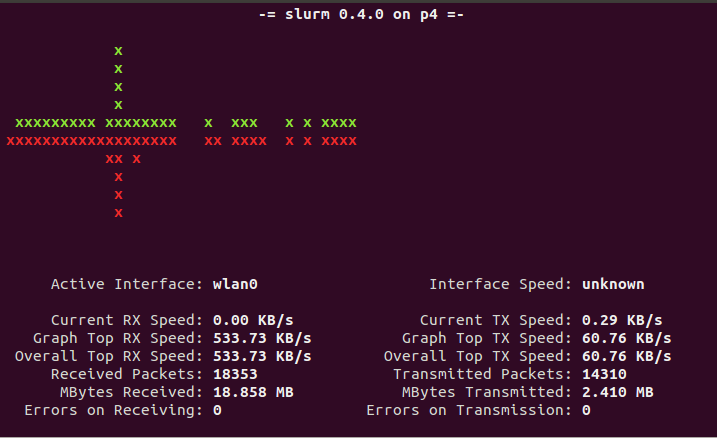 -= slurm 0.4.0 on p4 =-
x
x
x
x
xxxxxxxxx xxxxxxxx   x  xxx   x x xxxx
xxxxxxxxxxxxxxxxxxx   xx xxxx  x x xxxx
xx x
x
x
x
Active Interface: wlan0 Interface Speed: unknown
Current RX Speed: 0.00 KB/s Current TX Speed: 0.29 KB/s
Graph Top RX Speed: 533.73 KB/s Graph Top TX Speed: 60.76 KB/s
Overall Top RX Speed: 533.73 KB/s Overall Top TX Speed: 60.76 KB/s
Received Packets: 18353 Transmitted Packets: 14310
MBytes Received: 18.858 MB MBytes Transmitted: 2.410 MB
Errors on Receiving: 0 Errors on Transmission: 0